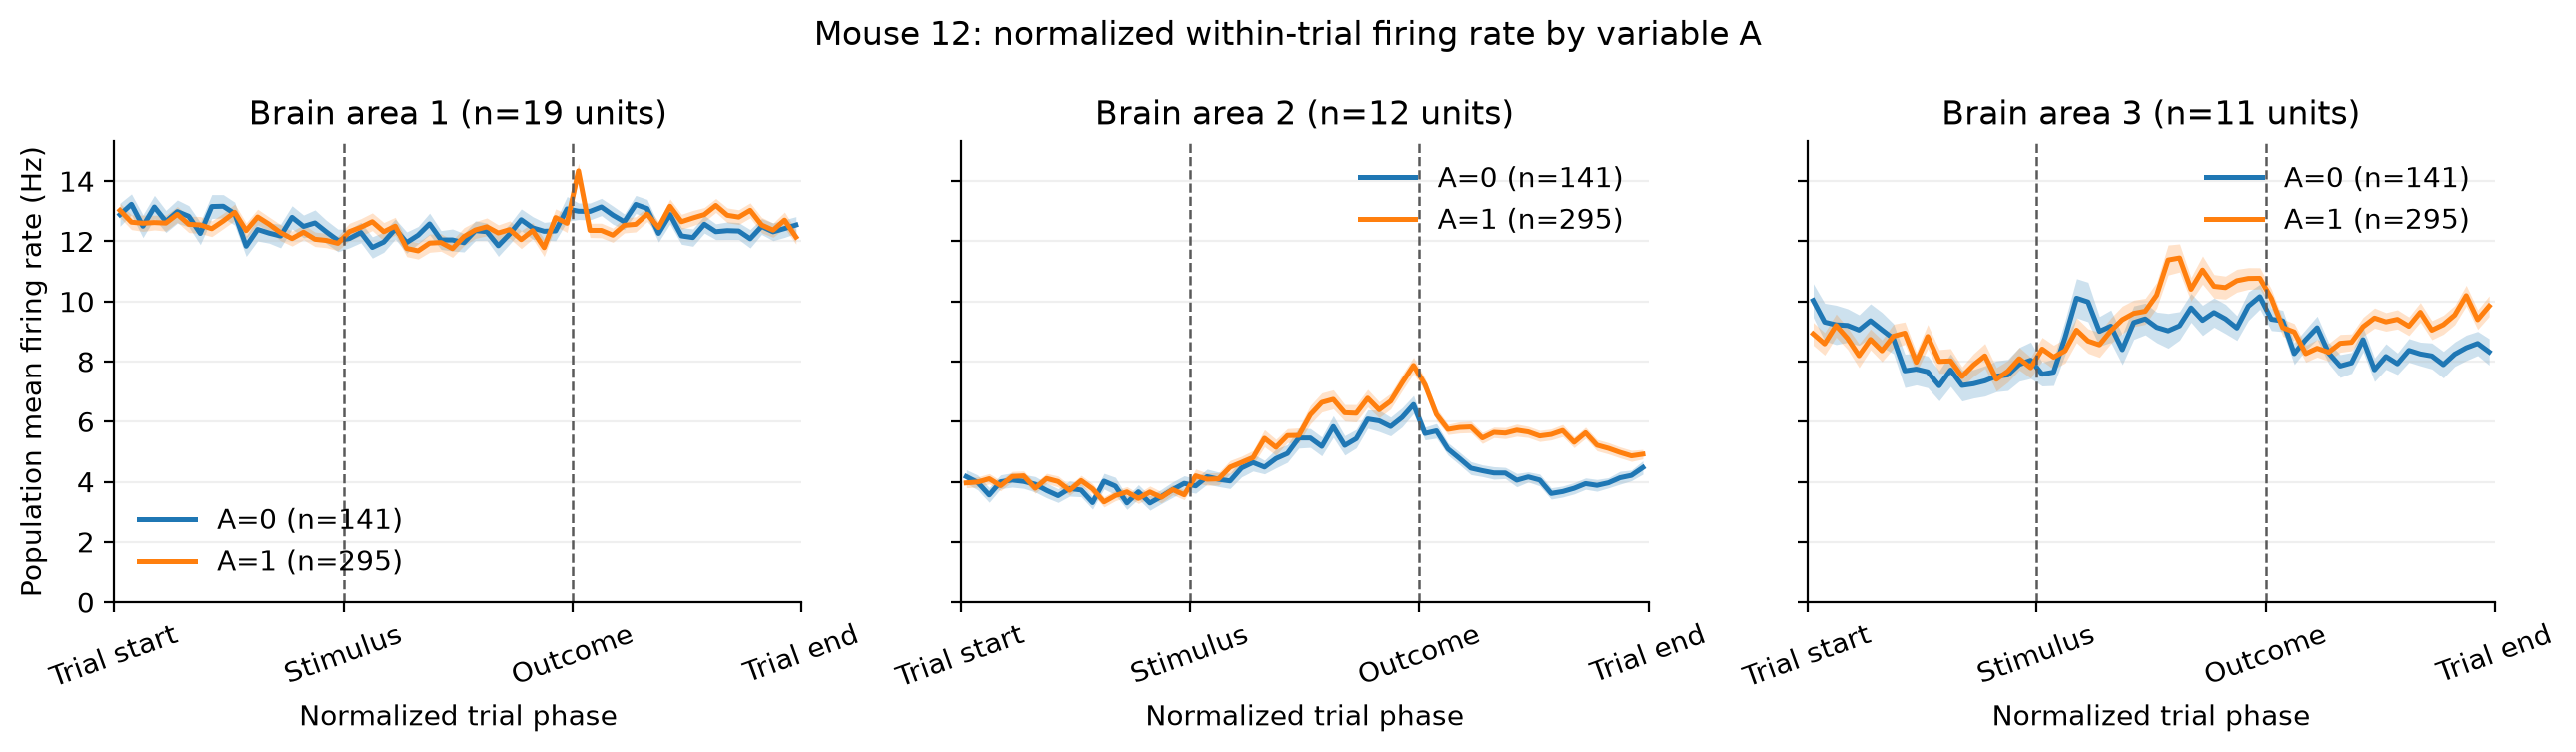 Mouse 12: normalized within-trial firing rate by variable A
Brain area 1 (n=19 units)
Population mean firing rate (Hz)
14
12
10
8
6
4
2
0
A=0 (n=141)
A=1 (n=295)
Trial start
Stimulus
Outcome
Trial end
Normalized trial phase
Brain area 2 (n=12 units)
A=0 (n=141)
A=1 (n=295)
Trial start
Stimulus
Outcome
Trial end
Normalized trial phase
Brain area 3 (n=11 units)
A=0 (n=141)
A=1 (n=295)
Trial start
Stimulus
Outcome
Trial end
Normalized trial phase